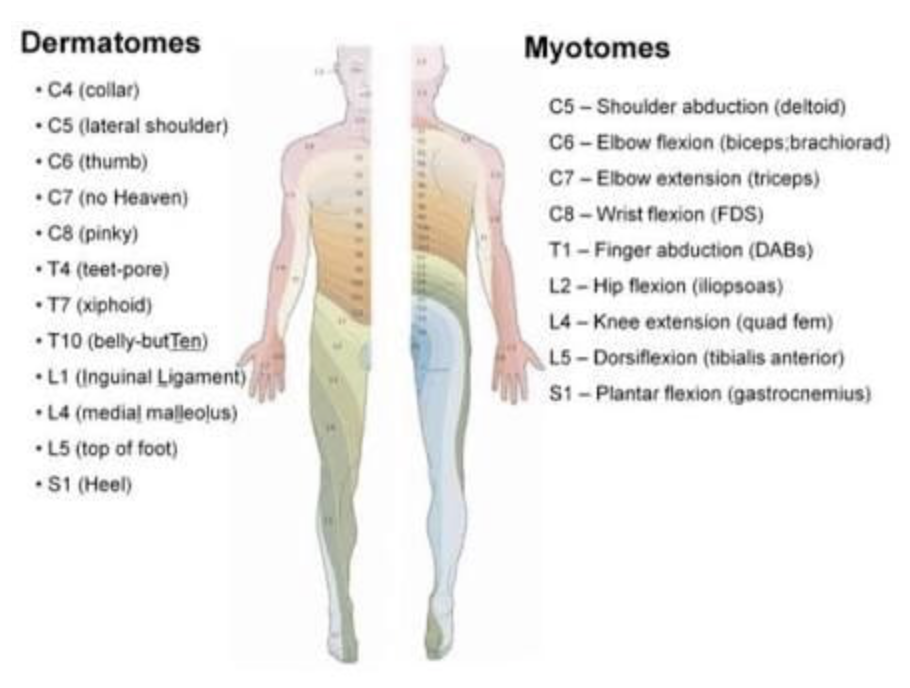 Dermatomes
• C4 (collar)
• C5 (lateral shoulder)
• C6 (thumb)
• C7 (no Heaven)
• C8 (pinky)
• T4 (teet-pore)
• T7 (xiphoid)
• T10 (belly-butTen)
• L1 (Inguinal Ligament)
• L4 (medial malleolus)
• L5 (top of foot)
• S1 (Heel)
Myotomes
C5 – Shoulder abduction (deltoid)
C6 – Elbow flexion (biceps;brachiorad)
C7 – Elbow extension (triceps)
C8 – Wrist flexion (FDS)
T1 – Finger abduction (DABs)
L2 – Hip flexion (iliopsoas)
L4 – Knee extension (quad fem)
L5 – Dorsiflexion (tibialis anterior)
S1 – Plantar flexion (gastrocnemius)